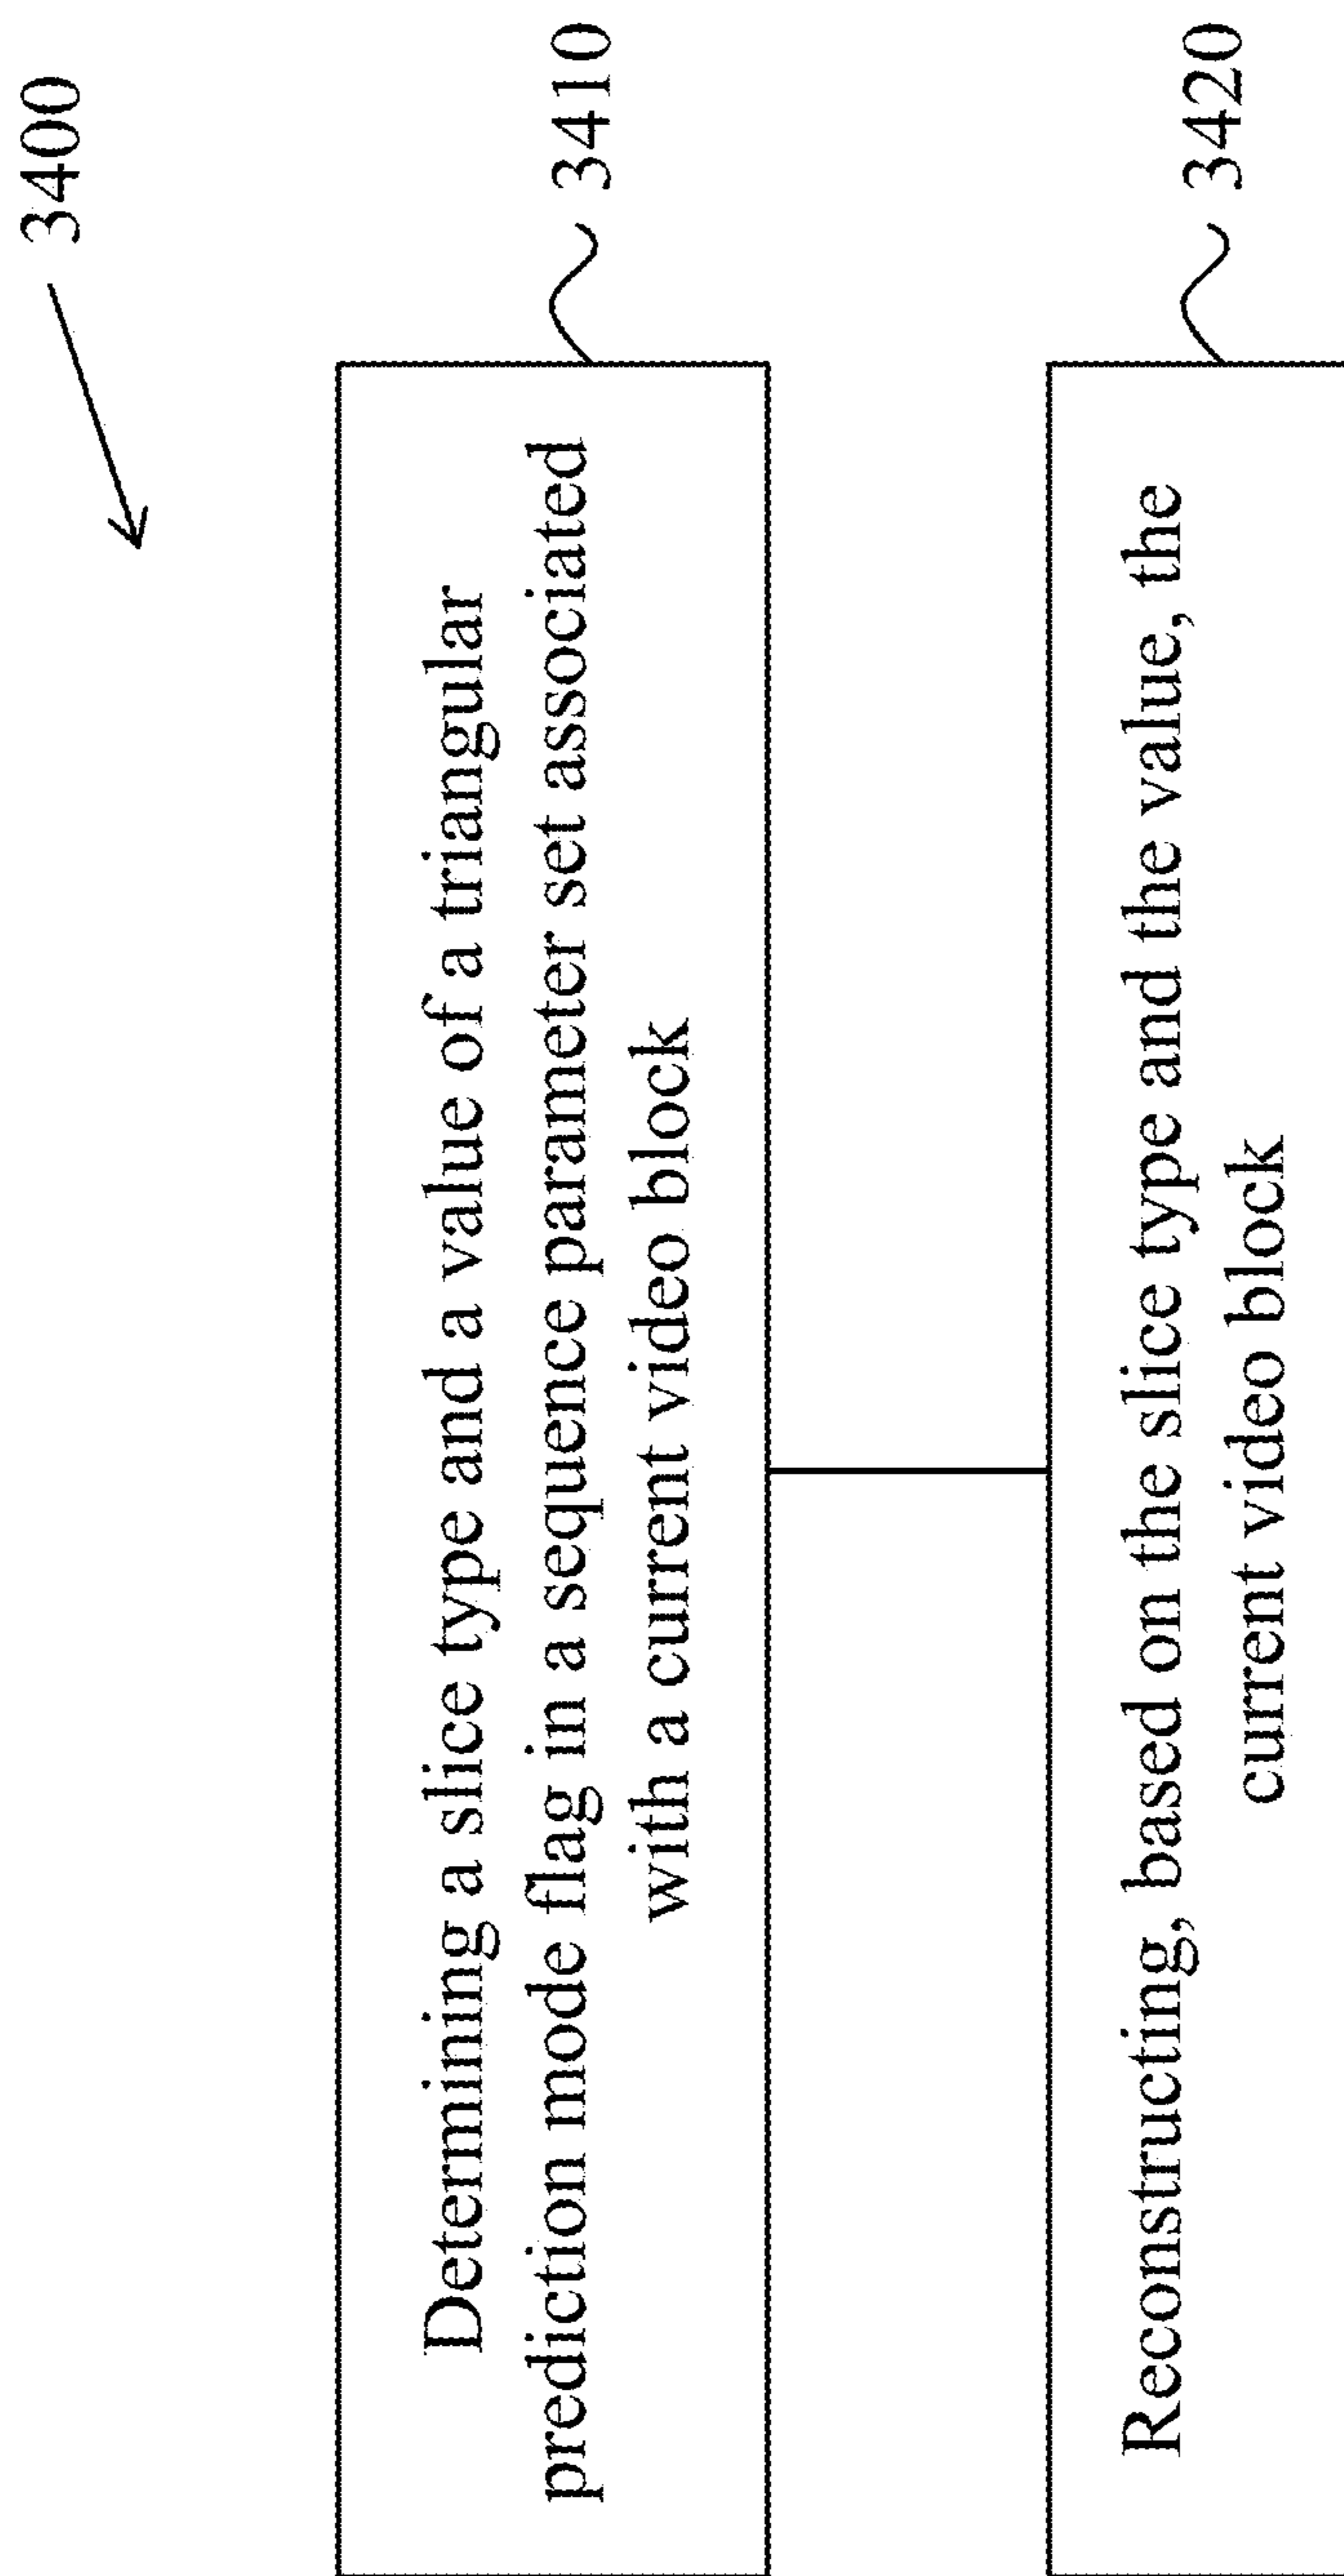 3400
Determining a slice type and a value of a triangular
prediction mode flag in a sequence parameter set associated
with a current video block
3410
Reconstructing, based on the slice type and the value, the
current video block
3420